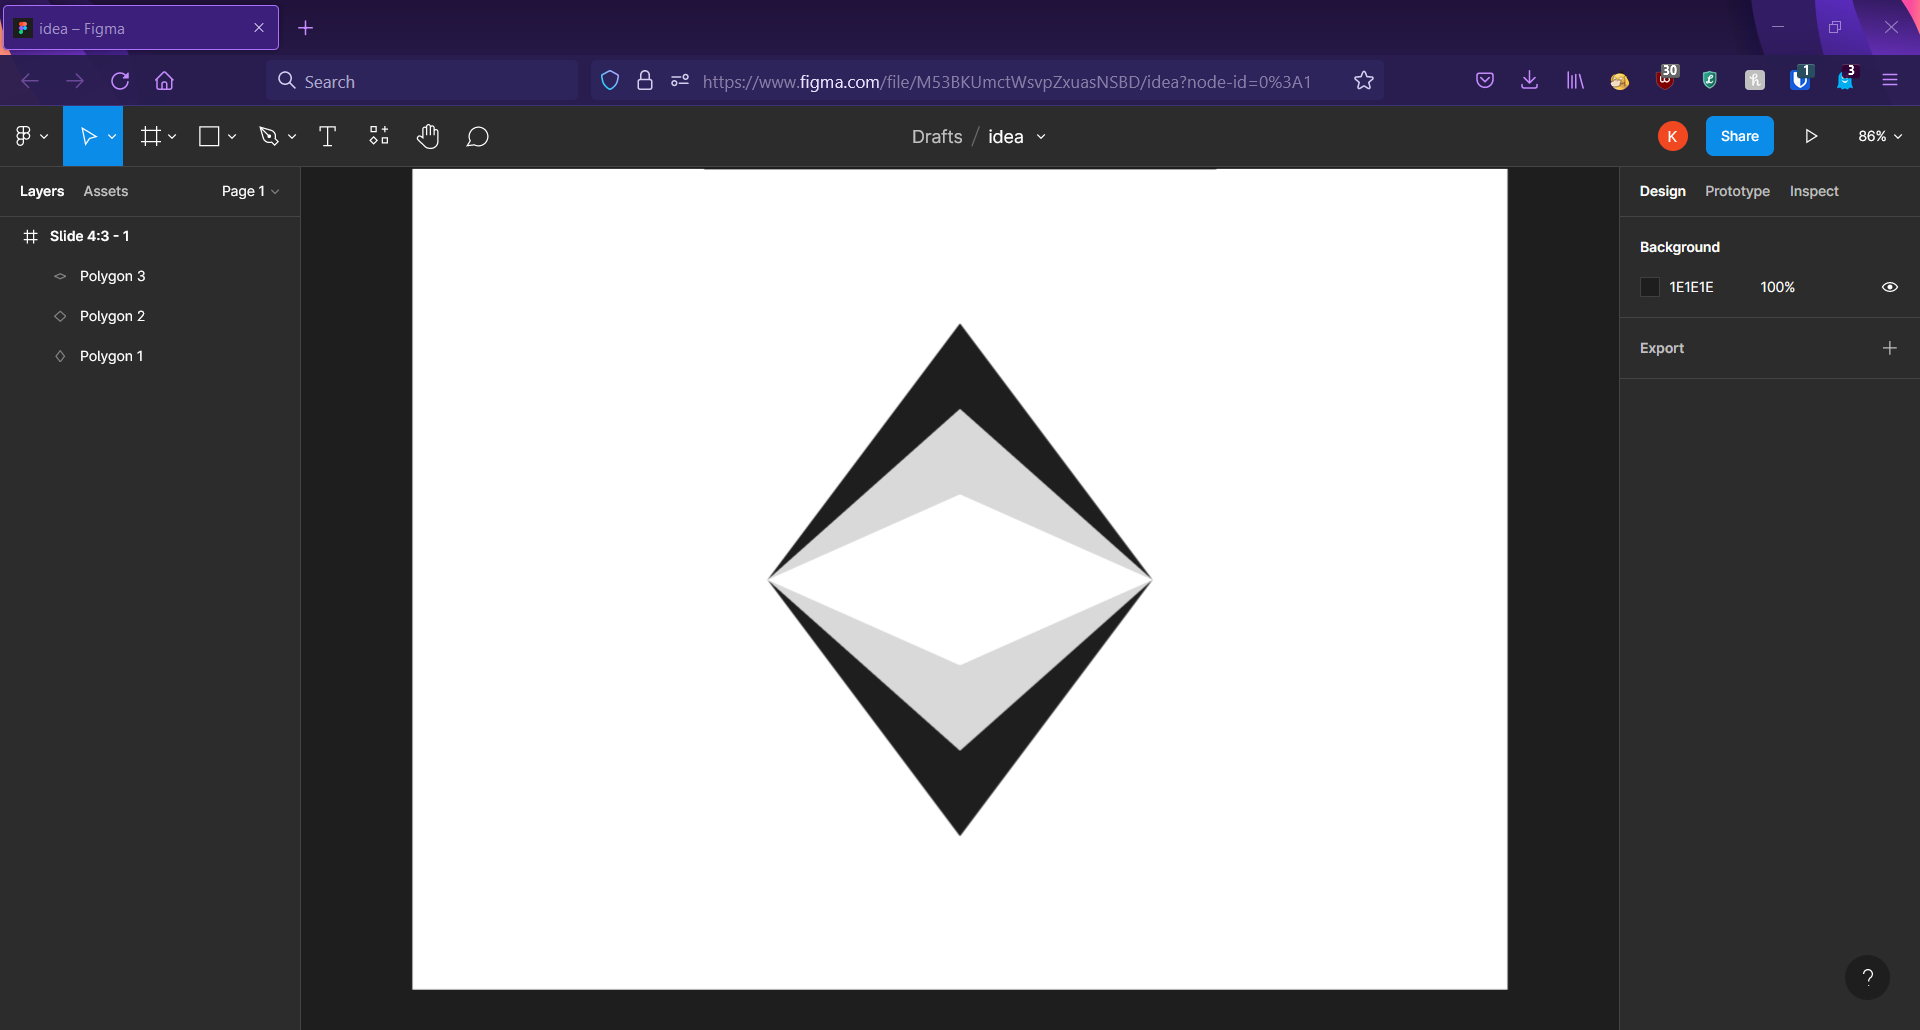 idea – Figma
Search
https://www.figma.com/file/M53BKUmctWsvpZxuasNSBD/idea?node-id=0%3A1
30
1
3
Drafts / idea
K
Share
86%
Layers
Assets
Page 1
Slide 4:3 - 1
Polygon 3
Polygon 2
Polygon 1
Design
Prototype
Inspect
Background
1E1E1E
100%
Export
?